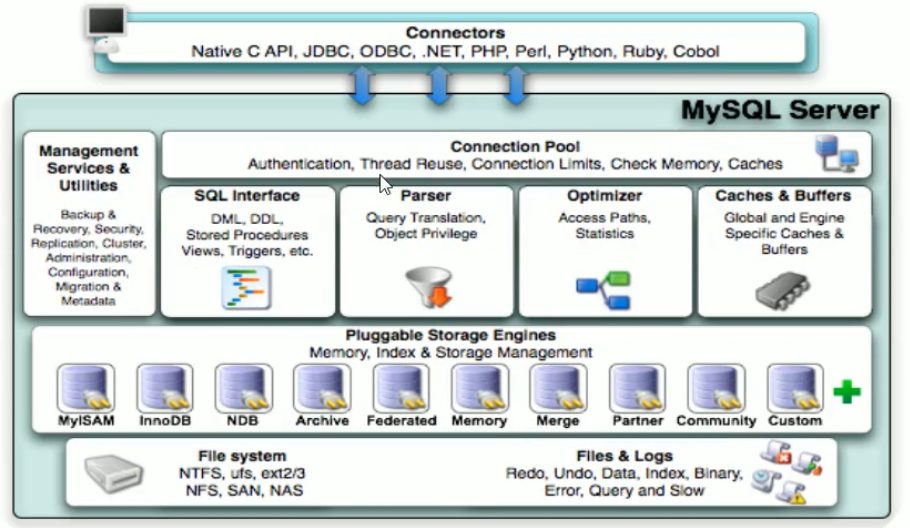 Connectors
Native C API, JDBC, ODBC, .NET, PHP, Perl, Python, Ruby, Cobol
MySQL Server
Management
Services &
Utilities
Backup &
Recovery, Security,
Replication, Cluster,
Administration,
Configuration,
Migration &
Metadata
Connection Pool
Authentication, Thread Reuse, Connection Limits, Check Memory, Caches
SQL Interface
DML, DDL,
Stored Procedures
Views, Triggers, etc.
Parser
Query Translation,
Object Privilege
Optimizer
Access Paths,
Statistics
Caches & Buffers
Global and Engine
Specific Caches &
Buffers
Pluggable Storage Engines
Memory, Index & Storage Management
MyISAM InnoDB NDB Archive Federated Memory Merge Partner Community Custom
File system
NTFS, ufs, ext2/3
NFS, SAN, NAS
Files & Logs
Redo, Undo, Data, Index, Binary,
Error, Query and Slow